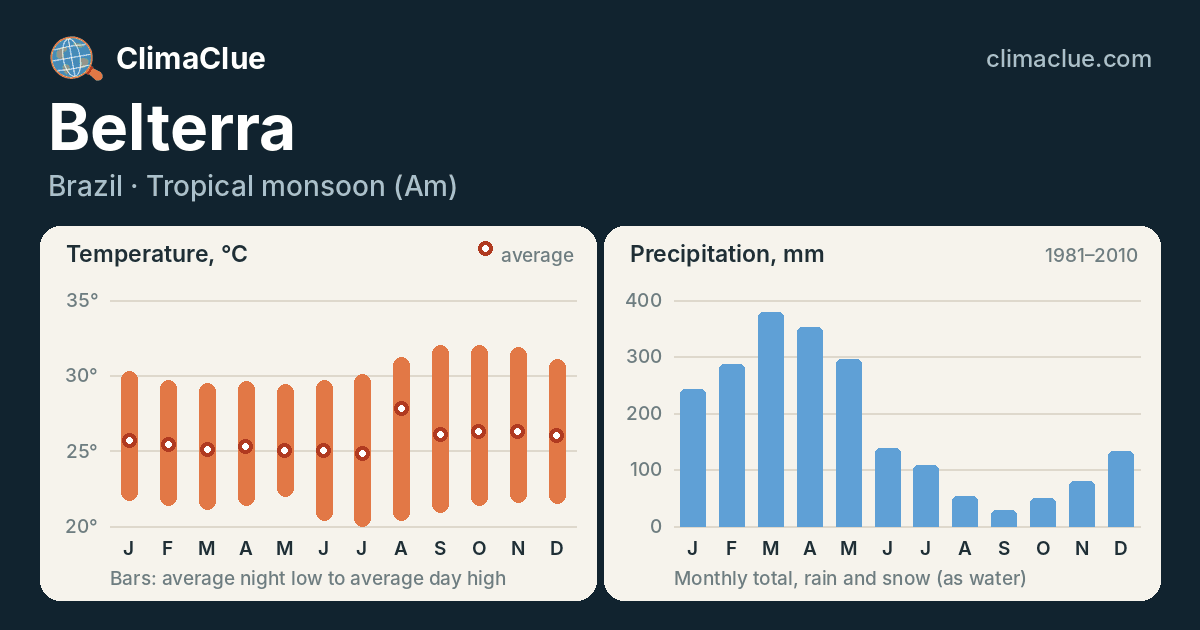 ClimaClue
climaclue.com
Belterra
Brazil · Tropical monsoon (Am)
Temperature, °C
average
35°
30°
25°
20°
J F M A M J J A S O N D
Bars: average night low to average day high
Precipitation, mm
1981–2010
400
300
200
100
0
J F M A M J J A S O N D
Monthly total, rain and snow (as water)